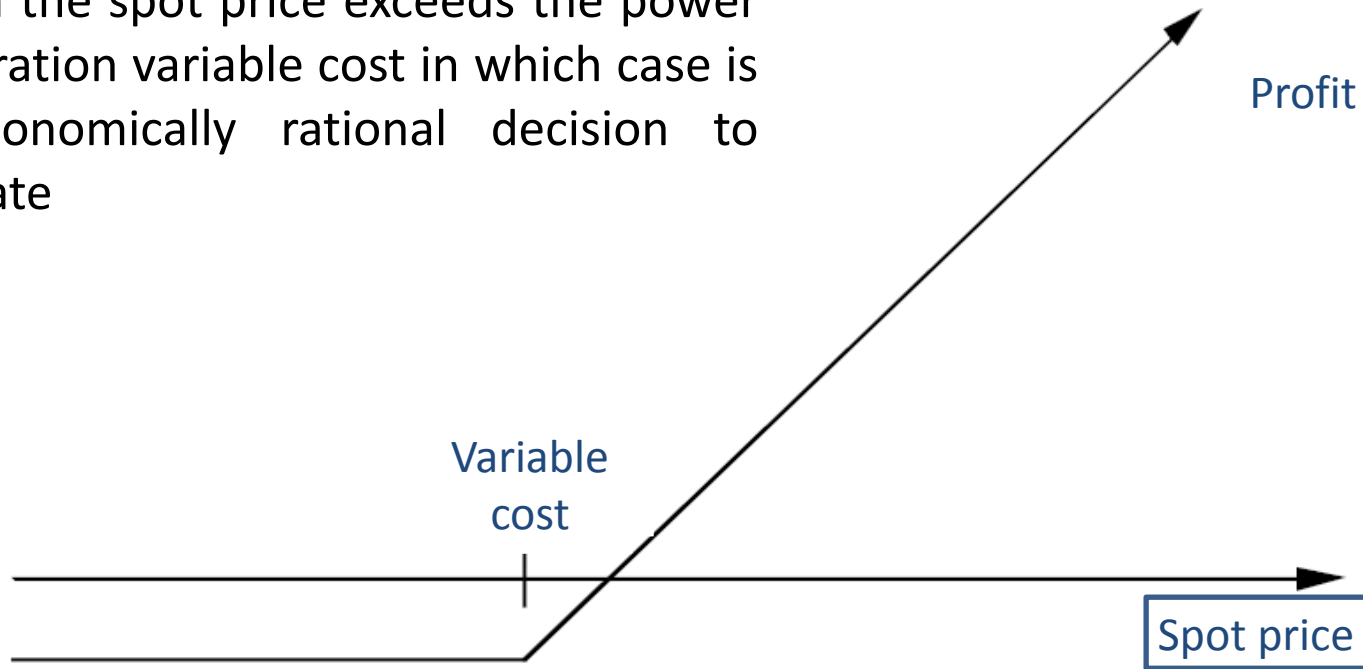 the spot price exceeds the power
ration variable cost in which case is
onomically rational decision to
ate
Profit
Variable
cost
Spot price